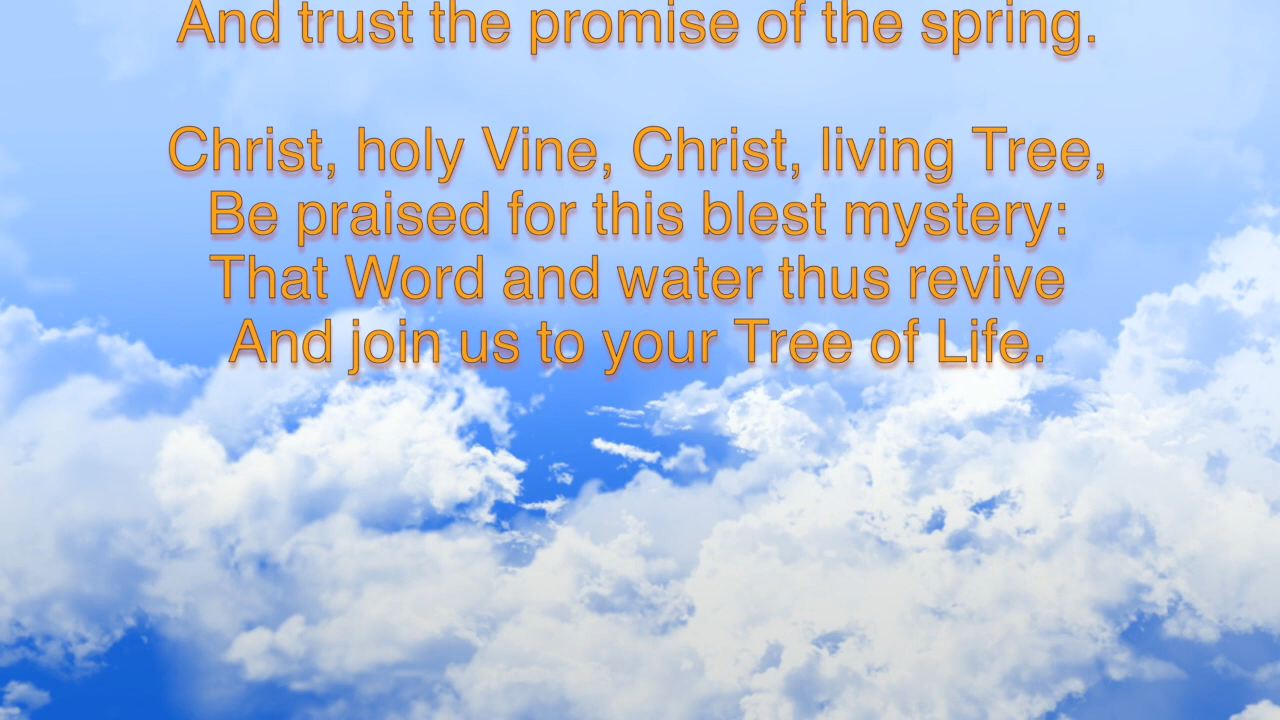 And trust the promise of the spring.
Christ, holy Vine, Christ, living Tree,
Be praised for this blest mystery:
That Word and water thus revive
And join us to your Tree of Life.